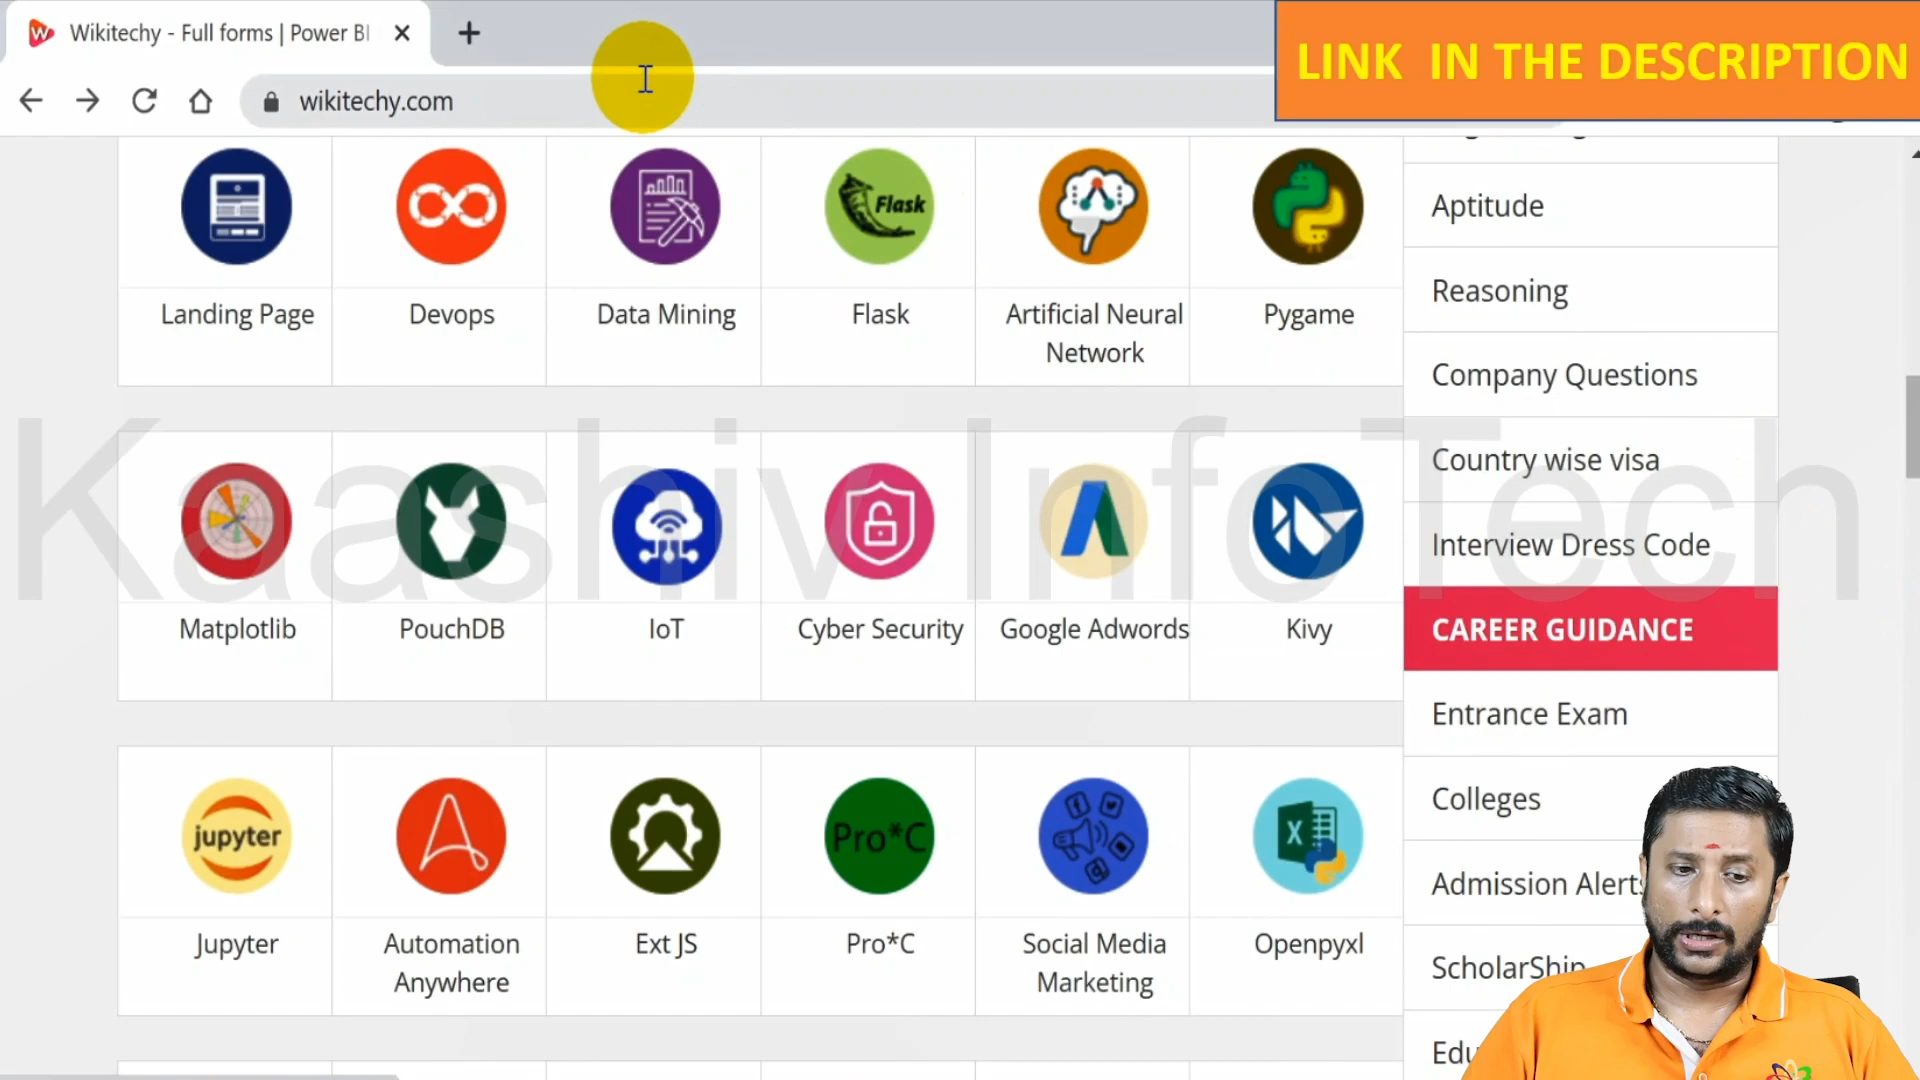 Wikitechy - Full forms | Power BI
LINK IN THE DESCRIPTION
wikitechy.com
Flask
Landing Page
Devops
Data Mining
Flask
Artificial Neural
Network
Pygame
Aptitude
Reasoning
Company Questions
Country wise visa
Interview Dress Code
Kaashiv InfoTech
Matplotlib
PouchDB
IoT
Cyber Security
Google Adwords
Kivy
CAREER GUIDANCE
Entrance Exam
Colleges
Admission Alerts
ScholarShip
jupyter
Pro*C
Jupyter
Automation
Anywhere
Ext JS
Pro*C
Social Media
Marketing
Openpyxl